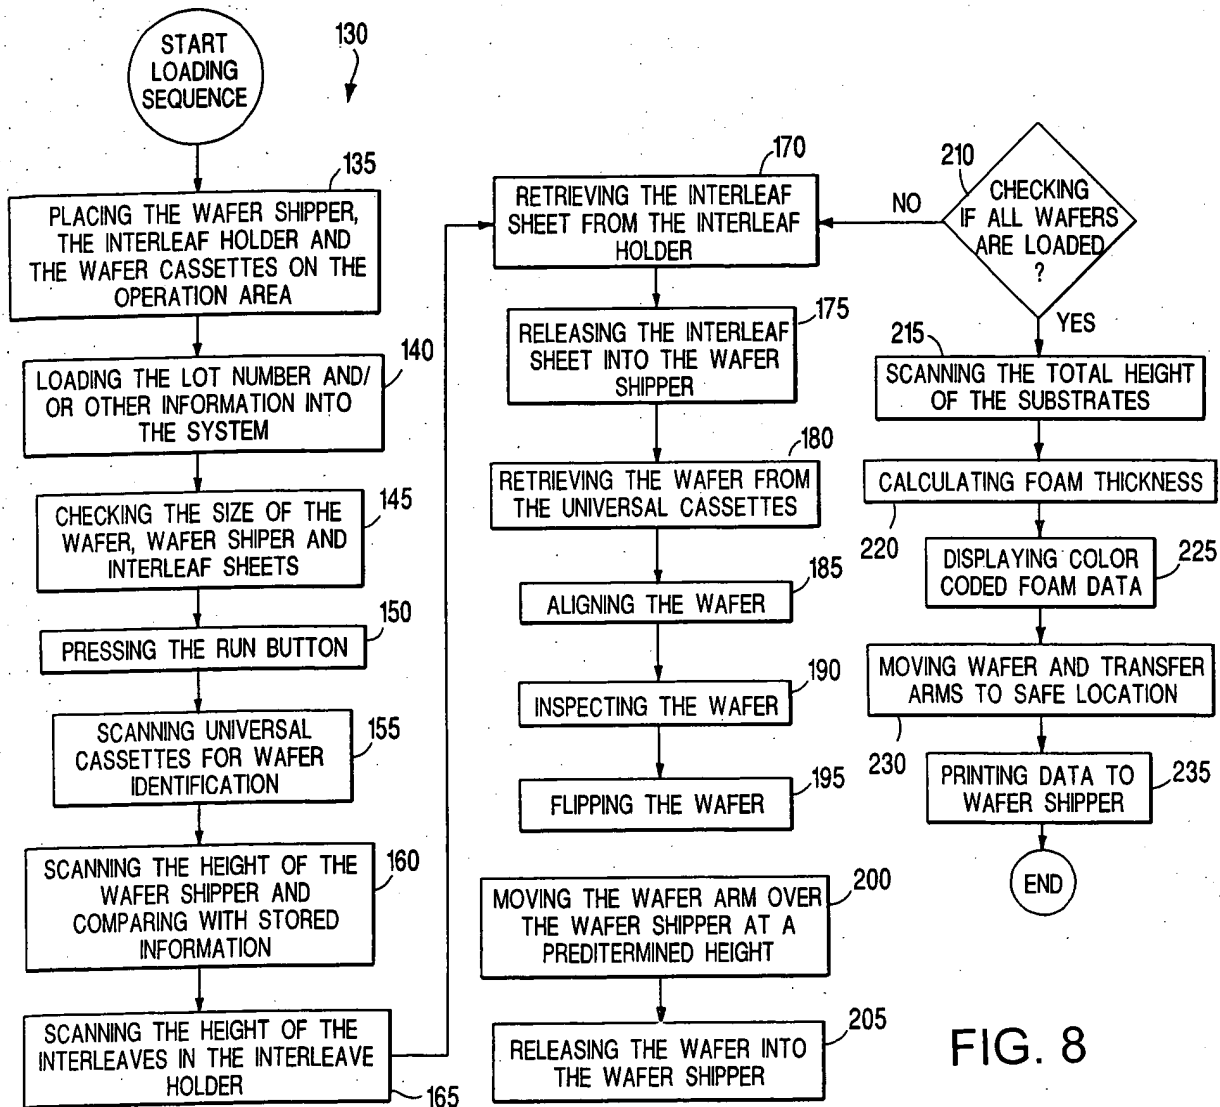 START
LOADING
SEQUENCE
130
135
PLACING THE WAFER SHIPPER,
THE INTERLEAF HOLDER AND
THE WAFER CASSETTES ON THE
OPERATION AREA
140
LOADING THE LOT NUMBER AND/
OR OTHER INFORMATION INTO
THE SYSTEM
145
CHECKING THE SIZE OF THE
WAFER, WAFER SHIPER AND
INTERLEAF SHEETS
150
PRESSING THE RUN BUTTON
155
SCANNING UNIVERSAL
CASSETTES FOR WAFER
IDENTIFICATION
160
SCANNING THE HEIGHT OF THE
WAFER SHIPPER AND
COMPARING WITH STORED
INFORMATION
SCANNING THE HEIGHT OF THE
INTERLEAVES IN THE INTERLEAVE
HOLDER
165
170
RETRIEVING THE INTERLEAF
SHEET FROM THE INTERLEAF
HOLDER
175
RELEASING THE INTERLEAF
SHEET INTO THE WAFER
SHIPPER
180
RETRIEVING THE WAFER FROM
THE UNIVERSAL CASSETTES
185
ALIGNING THE WAFER
190
INSPECTING THE WAFER
195
FLIPPING THE WAFER
200
MOVING THE WAFER ARM OVER
THE WAFER SHIPPER AT A
PREDITERMINED HEIGHT
205
RELEASING THE WAFER INTO
THE WAFER SHIPPER
210
CHECKING
IF ALL WAFERS
ARE LOADED
?
NO
YES
215
SCANNING THE TOTAL HEIGHT
OF THE SUBSTRATES
CALCULATING FOAM THICKNESS
220
225
DISPLAYING COLOR
CODED FOAM DATA
MOVING WAFER AND TRANSFER
ARMS TO SAFE LOCATION
230
235
PRINTING DATA TO
WAFER SHIPPER
END
FIG. 8